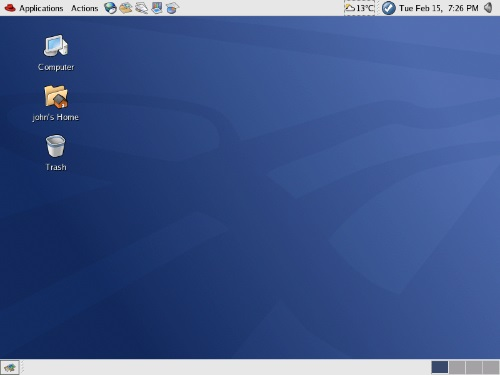 Applications Actions 13°C Tue Feb 15, 7:26 PM
Computer
john's Home
Trash